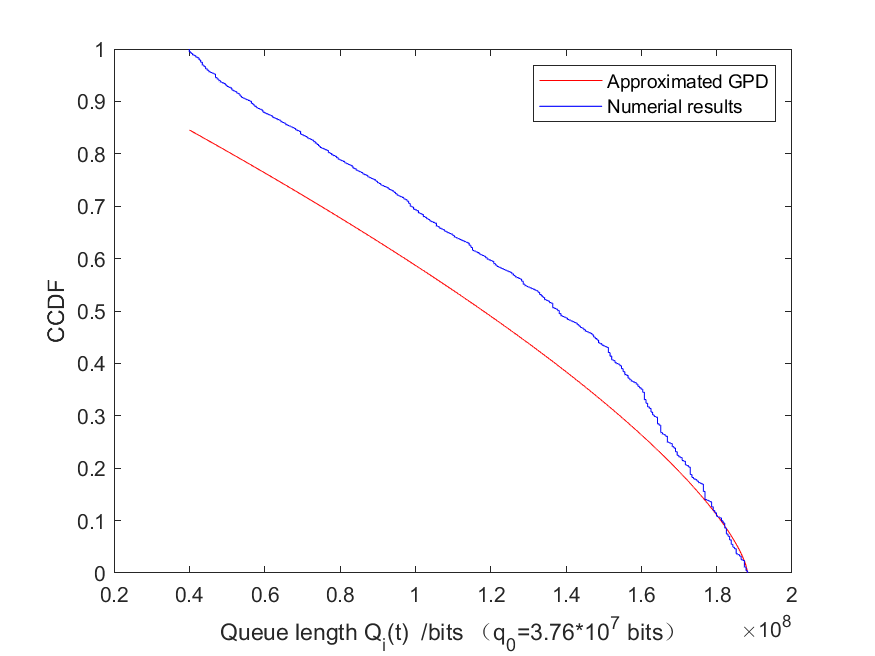 1
0.9
0.8
0.7
0.6
0.5
0.4
0.3
0.2
0.1
0
CCDF
Approximated GPD
Numerial results
0.2 0.4 0.6 0.8 1 1.2 1.4 1.6 1.8 2
×10^8
Queue length Q_i(t) /bits （q_0=3.76*10^7 bits）